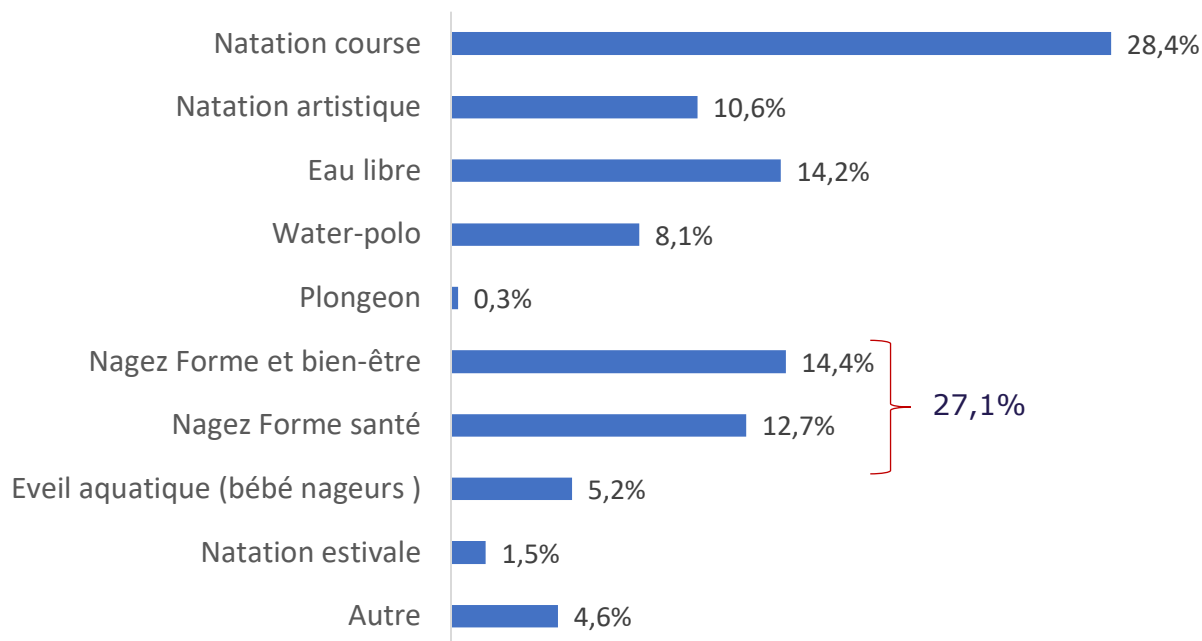 Natation course 28,4%
Natation artistique 10,6%
Eau libre 14,2%
Water-polo 8,1%
Plongeon 0,3%
Nagez Forme et bien-être 14,4%
27,1%
Nagez Forme santé 12,7%
Eveil aquatique (bébé nageurs ) 5,2%
Natation estivale 1,5%
Autre 4,6%